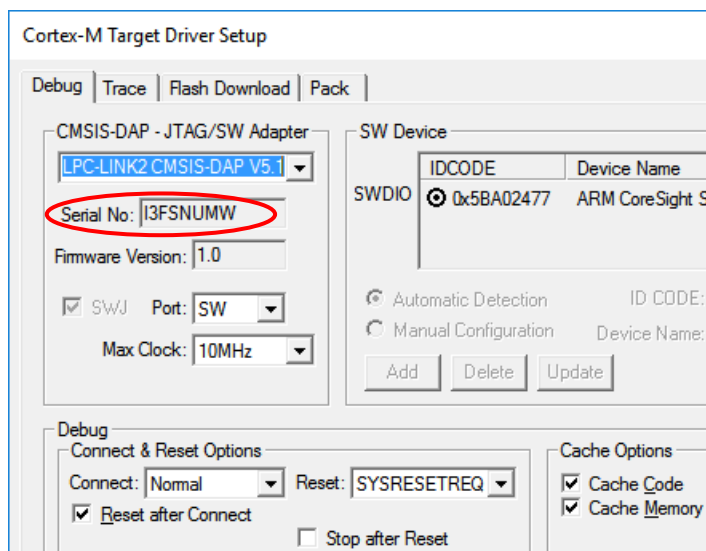 Cortex-M Target Driver Setup
Debug Trace Flash Download Pack
CMSIS-DAP - JTAG/SW Adapter
LPC-LINK2 CMSIS-DAP V5.1
Serial No: I3FSNUMW
Firmware Version: 1.0
SWJ Port: SW
Max Clock: 10MHz
SW Device
IDCODE Device Name
SWDIO 0x5BA02477 ARM CoreSight S
Automatic Detection ID CODE:
Manual Configuration Device Name:
Add Delete Update
Debug
Connect & Reset Options
Connect: Normal Reset: SYSRESETREQ
Reset after Connect
Stop after Reset
Cache Options
Cache Code
Cache Memory